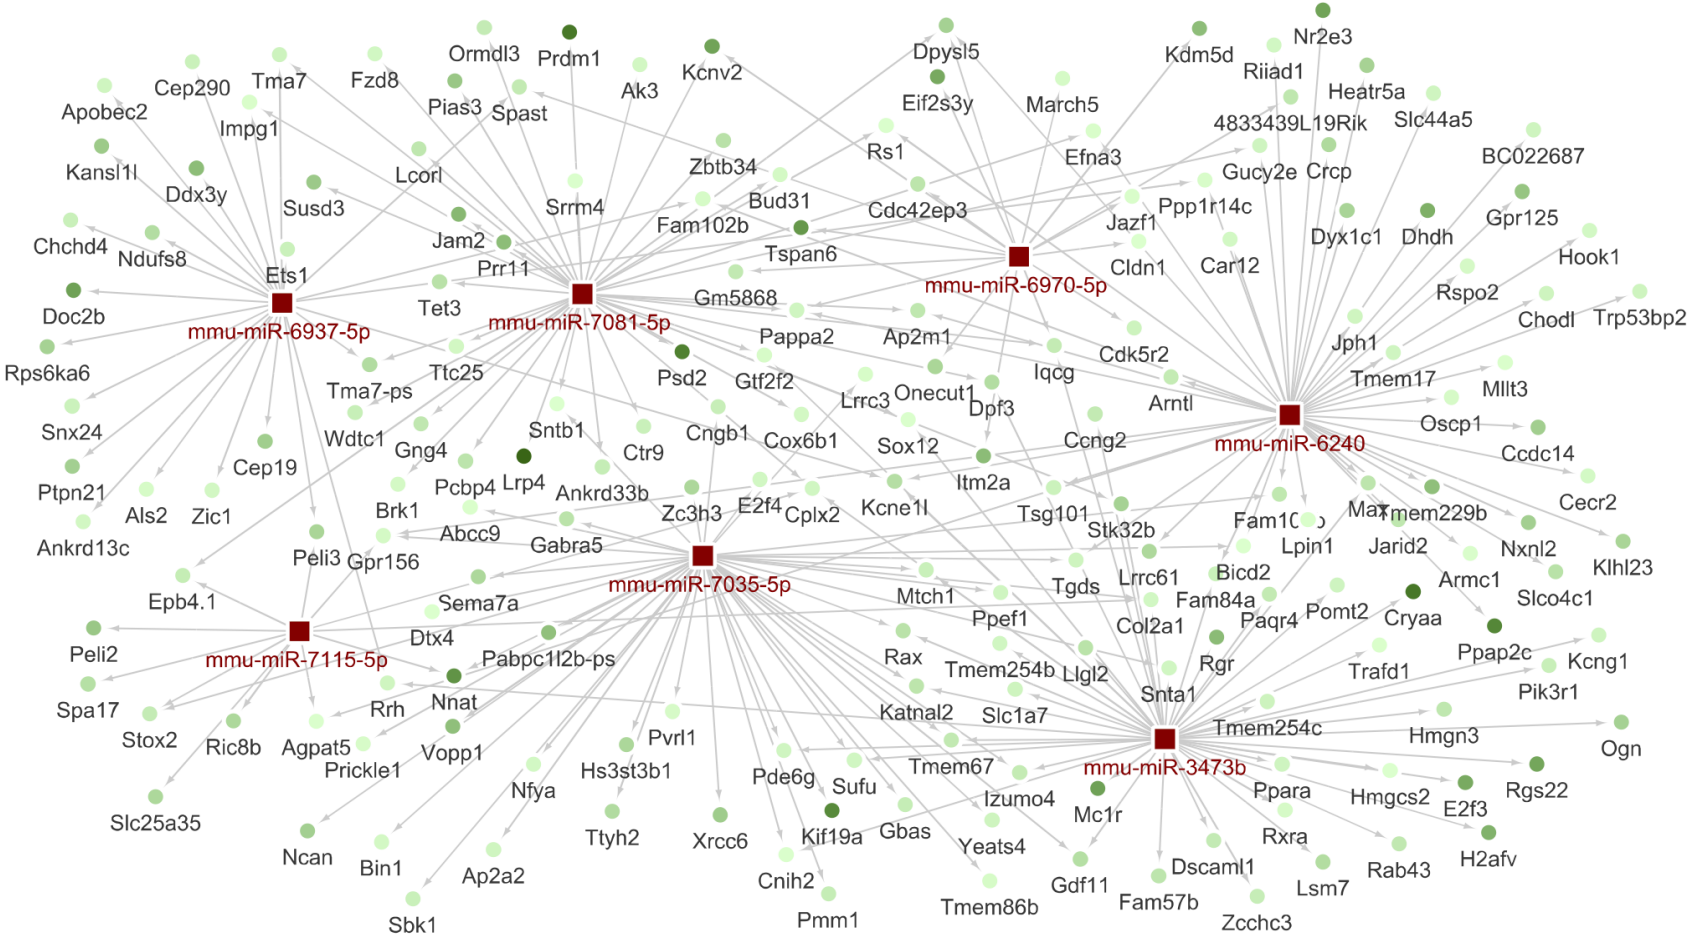 Nr2e3
Ormdl3
Prdm1
Dpysl5
Kdm5d
Tma7
Fzd8
Kcnv2
Riiad1
Cep290
Ak3
Heatr5a
Apobec2
Pias3
Spast
Eif2s3y
March5
Slc44a5
Impg1
4833439L19Rik
Rs1
Efna3
BC022687
Kansl1l
Lcorl
Zbtb34
Gucy2e
Crcp
Ddx3y
Bud31
Susd3
Srrm4
Cdc42ep3
Ppp1r14c
Jazf1
Gpr125
Fam102b
Chchd4
Ndufs8
Jam2
Tspan6
Dyx1c1
Dhdh
Prr11
Cldn1
Car12
Hook1
Ets1
mmu-miR-6970-5p
Rspo2
Doc2b
Tet3
Gm5868
Chodl
Trp53bp2
mmu-miR-6937-5p
mmu-miR-7081-5p
Pappa2
Ap2m1
Jph1
Cdk5r2
Rps6ka6
Ttc25
Psd2
Gtf2f2
Iqcg
Tmem17
Tma7-ps
Onecut1
Mllt3
Lrrc3
Dpf3
Arntl
Snx24
Wdtc1
Gng4
Sntb1
Ctr9
Cngb1
Cox6b1
Sox12
Ccng2
mmu-miR-6240
Oscp1
Ccdc14
Cep19
Itm2a
Ptpn21
Als2
Zic1
Pcbp4
Lrp4
Ankrd33b
Brk1
E2f4
Cplx2
Kcne1l
Tsg101
Max
Tmem229b
Cecr2
Zc3h3
Stk32b
Ankrd13c
Abcc9
Gabra5
Lpin1
Jarid2
Nxnl2
Peli3
Gpr156
Klhl23
mmu-miR-7035-5p
Tgds
Lrrc61
Bicd2
Armc1
Epb4.1
Sema7a
Mtch1
Fam84a
Slco4c1
Ppef1
Col2a1
Paqr4
Pomt2
Cryaa
Dtx4
Peli2
mmu-miR-7115-5p
Pabpc1l2b-ps
Rax
Tmem254b
Llgl2
Rgr
Trafd1
Ppap2c
Kcng1
Spa17
Rrh
Nnat
Snta1
Pik3r1
Stox2
Ric8b
Agpat5
Katnal2
Slc1a7
Tmem254c
Hmgn3
Ogn
Prickle1
Vopp1
Pvrl1
Hs3st3b1
Pde6g
Sufu
Tmem67
mmu-miR-3473b
Nfya
Izumo4
Ppara
Hmgcs2
E2f3
Rgs22
Slc25a35
Mc1r
Ncan
Bin1
Ttyh2
Xrcc6
Kif19a
Gbas
Yeats4
Rxra
H2afv
Ap2a2
Cnih2
Gdf11
Dscaml1
Lsm7
Rab43
Sbk1
Pmm1
Tmem86b
Fam57b
Zcchc3